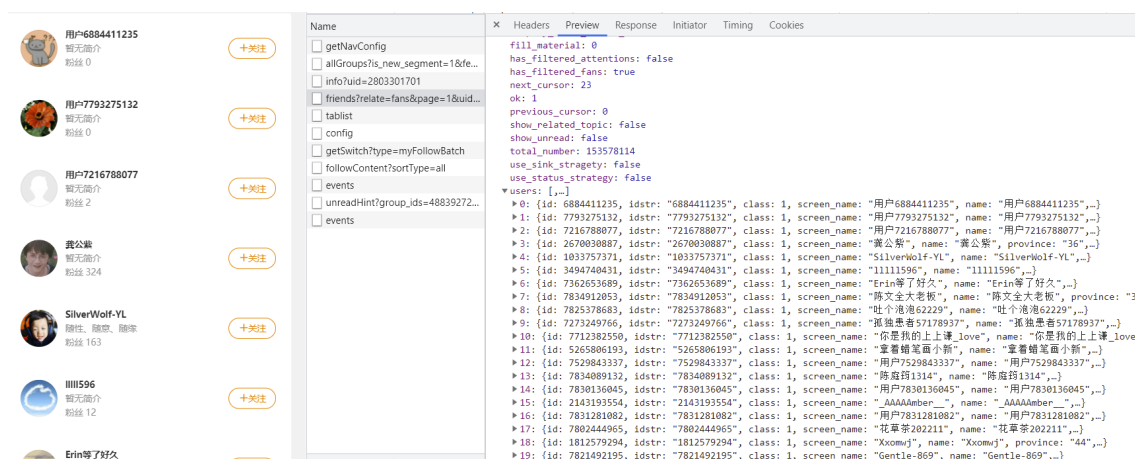 用户6884411235
暂无简介
粉丝 0
+关注
用户7793275132
暂无简介
粉丝 0
+关注
用户7216788077
暂无简介
粉丝 2
+关注
龚公紫
暂无简介
粉丝 324
+关注
SilverWolf-YL
随性、随意、随缘
粉丝 163
+关注
lllll596
暂无简介
粉丝 12
+关注
Erin等了好久
Name
getNavConfig
allGroups?is_new_segment=1&fe...
info?uid=2803301701
friends?relate=fans&page=1&uid...
tablist
config
getSwitch?type=myFollowBatch
followContent?sortType=all
events
unreadHint?group_ids=48839272...
events
× Headers Preview Response Initiator Timing Cookies
fill_material: 0
has_filtered_attentions: false
has_filtered_fans: true
next_cursor: 23
ok: 1
previous_cursor: 0
show_related_topic: false
show_unread: false
total_number: 153578114
use_sink_stragety: false
use_status_strategy: false
▼users: [,…]
▶0: {id: 6884411235, idstr: "6884411235", class: 1, screen_name: "用户6884411235", name: "用户6884411235",…}
▶1: {id: 7793275132, idstr: "7793275132", class: 1, screen_name: "用户7793275132", name: "用户7793275132",…}
▶2: {id: 7216788077, idstr: "7216788077", class: 1, screen_name: "用户7216788077", name: "用户7216788077",…}
▶3: {id: 2670030887, idstr: "2670030887", class: 1, screen_name: "龚公紫", name: "龚公紫", province: "36",…}
▶4: {id: 1033757371, idstr: "1033757371", class: 1, screen_name: "SilverWolf-YL", name: "SilverWolf-YL",…}
▶5: {id: 3494740431, idstr: "3494740431", class: 1, screen_name: "lllll596", name: "lllll596",…}
▶6: {id: 7362653689, idstr: "7362653689", class: 1, screen_name: "Erin等了好久", name: "Erin等了好久",…}
▶7: {id: 7834912053, idstr: "7834912053", class: 1, screen_name: "陈文全大老板", name: "陈文全大老板", province: "3
▶8: {id: 7825378683, idstr: "7825378683", class: 1, screen_name: "吐个泡泡62229", name: "吐个泡泡62229",…}
▶9: {id: 7273249766, idstr: "7273249766", class: 1, screen_name: "孤独患者57178937", name: "孤独患者57178937",…}
▶10: {id: 7712382550, idstr: "7712382550", class: 1, screen_name: "你是我的上上谦_love", name: "你是我的上上谦_love
▶11: {id: 5265806193, idstr: "5265806193", class: 1, screen_name: "拿着蜡笔画小新", name: "拿着蜡笔画小新",…}
▶12: {id: 7529843337, idstr: "7529843337", class: 1, screen_name: "用户7529843337", name: "用户7529843337",…}
▶13: {id: 7834089132, idstr: "7834089132", class: 1, screen_name: "陈庭筠1314", name: "陈庭筠1314",…}
▶14: {id: 7830136045, idstr: "7830136045", class: 1, screen_name: "用户7830136045", name: "用户7830136045",…}
▶15: {id: 2143193554, idstr: "2143193554", class: 1, screen_name: "_AAAAAmber__", name: "_AAAAAmber__",…}
▶16: {id: 7831281082, idstr: "7831281082", class: 1, screen_name: "用户7831281082", name: "用户7831281082",…}
▶17: {id: 7802444965, idstr: "7802444965", class: 1, screen_name: "花草茶202211", name: "花草茶202211",…}
▶18: {id: 1812579294, idstr: "1812579294", class: 1, screen_name: "Xxomwj", name: "Xxomwj", province: "44",…}
▶19: {id: 7821492195, idstr: "7821492195", class: 1, screen_name: "Gentle-869", name: "Gentle-869",…}